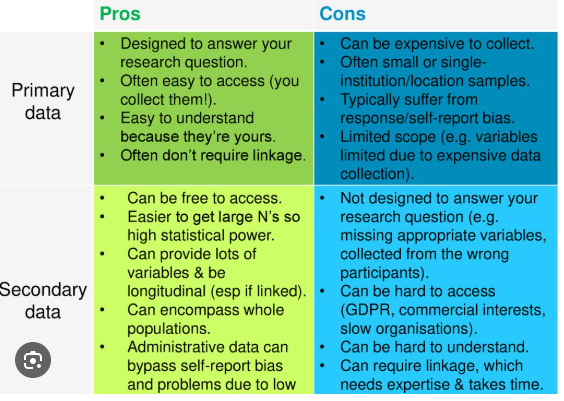 Pros
Cons
Primary
data
• Designed to answer your
research question.
• Often easy to access (you
collect them!).
• Easy to understand
because they're yours.
• Often don't require linkage.
• Can be expensive to collect.
• Often small or single-
institution/location samples.
• Typically suffer from
response/self-report bias.
• Limited scope (e.g. variables
limited due to expensive data
collection).
Secondary
data
• Can be free to access.
• Easier to get large N's so
high statistical power.
• Can provide lots of
variables & be
longitudinal (esp if linked).
• Can encompass whole
populations.
• Administrative data can
bypass self-report bias
and problems due to low
• Not designed to answer your
research question (e.g.
missing appropriate variables,
collected from the wrong
participants).
• Can be hard to access
(GDPR, commercial interests,
slow organisations).
• Can be hard to understand.
• Can require linkage, which
needs expertise & takes time.